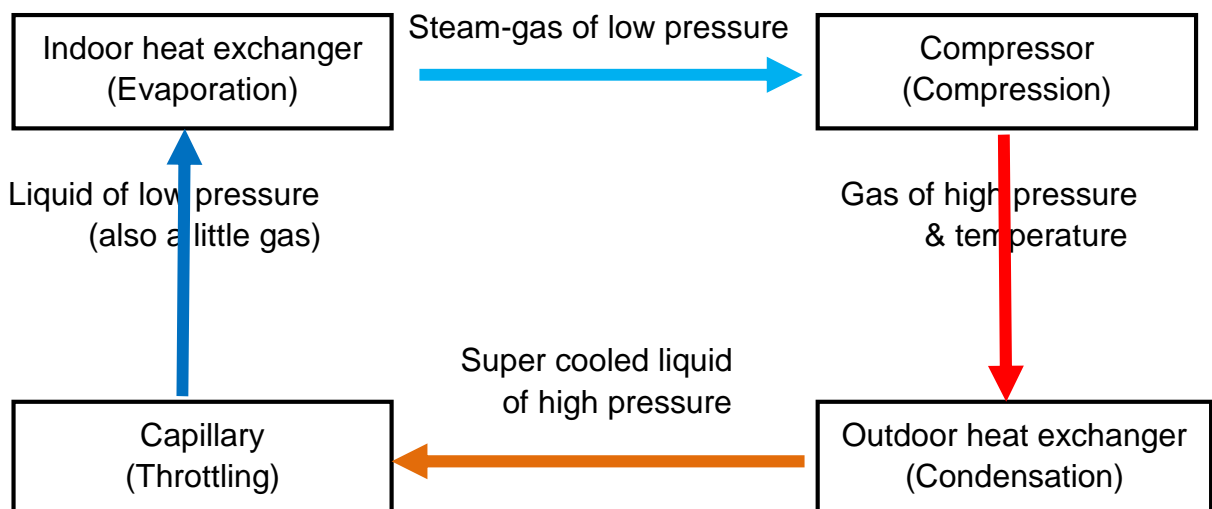 Indoor heat exchanger
(Evaporation)
Steam-gas of low pressure
Compressor
(Compression)
Liquid of low pressure
(also a little gas)
Gas of high pressure
& temperature
Super cooled liquid
of high pressure
Capillary
(Throttling)
Outdoor heat exchanger
(Condensation)